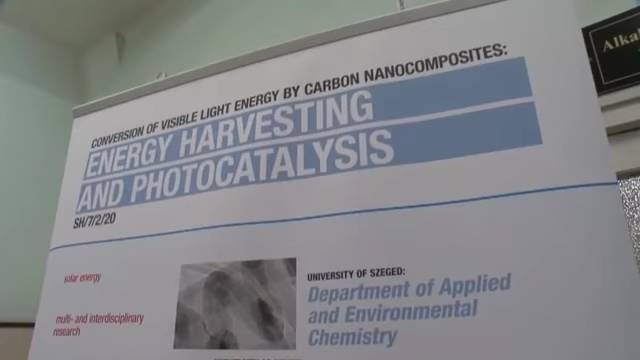 Alka
CONVERSION OF VISIBLE LIGHT ENERGY BY CARBON NANOCOMPOSITES:
ENERGY HARVESTING
AND PHOTOCATALYSIS
SH/7/2/20
solar energy
multi- and interdisciplinary
research
UNIVERSITY OF SZEGED:
Department of Applied
and Environmental
Chemistry